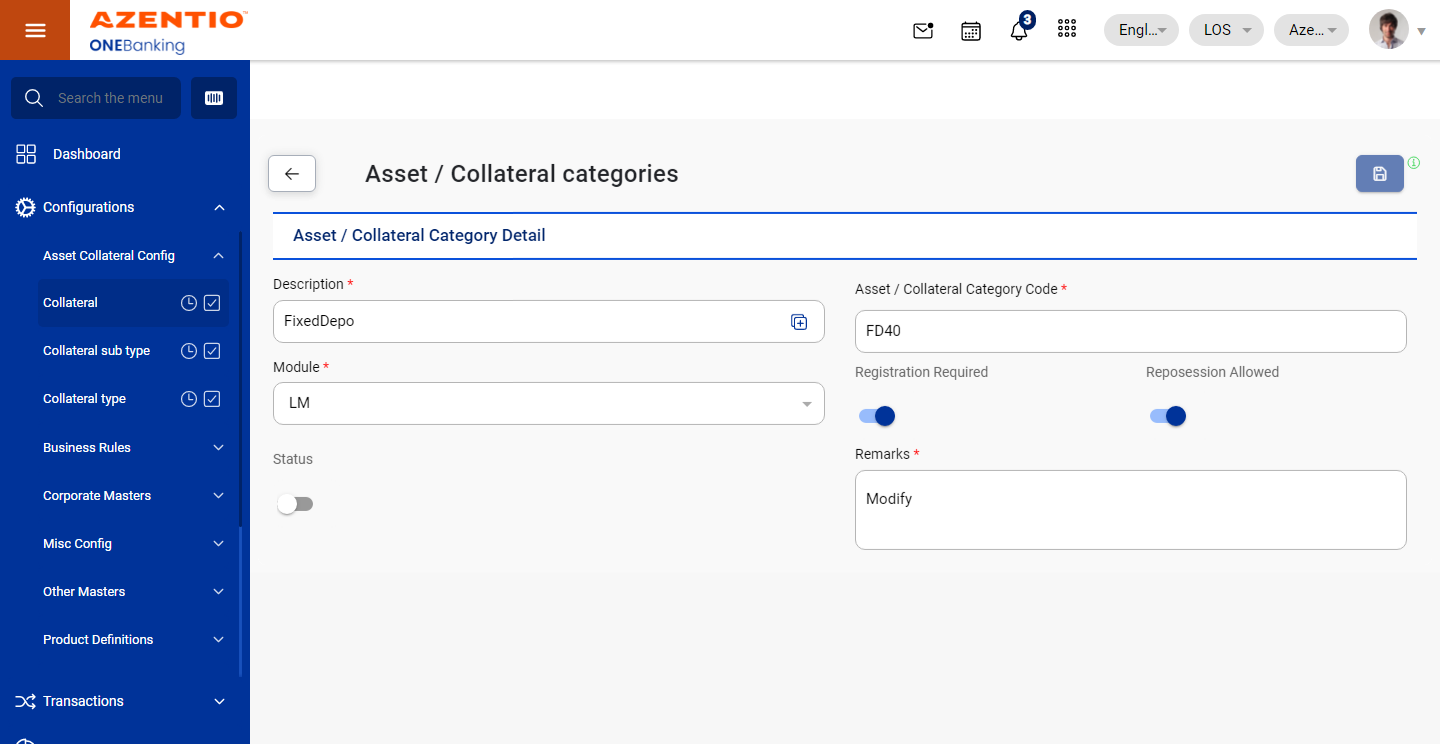 AZENTIO™
ONEBanking
3
Engl...
LOS
Aze...
Search the menu
Dashboard
Configurations
Asset Collateral Config
Collateral
Collateral sub type
Collateral type
Business Rules
Corporate Masters
Misc Config
Other Masters
Product Definitions
Transactions
Asset / Collateral categories
Asset / Collateral Category Detail
Description *
FixedDepo
Asset / Collateral Category Code *
FD40
Module *
LM
Registration Required
Reposession Allowed
Status
Remarks *
Modify